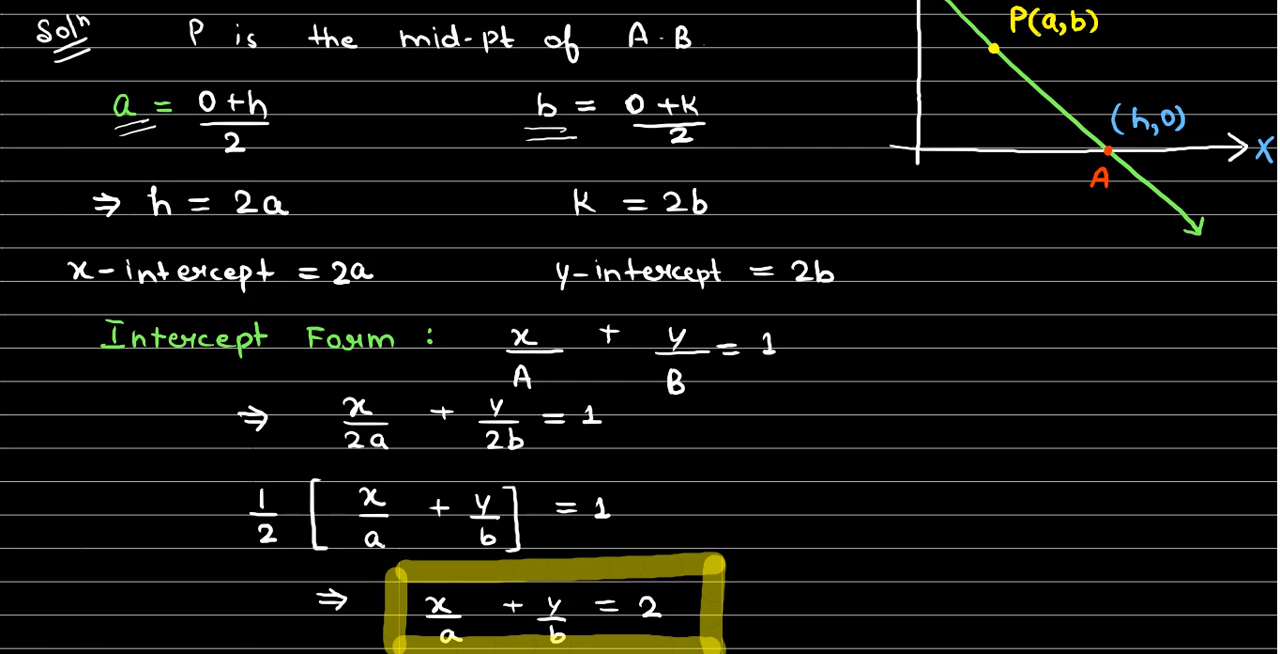 Solⁿ P is the mid-pt of A.B.
a = (0+h)/2 b = (0+k)/2
⇒ h = 2a k = 2b
x-intercept = 2a y-intercept = 2b
Intercept Form : x/A + y/B = 1
⇒ x/2a + y/2b = 1
1/2 [ x/a + y/b ] = 1
⇒ x/a + y/b = 2
P(a,b)
(h,0)
A
X